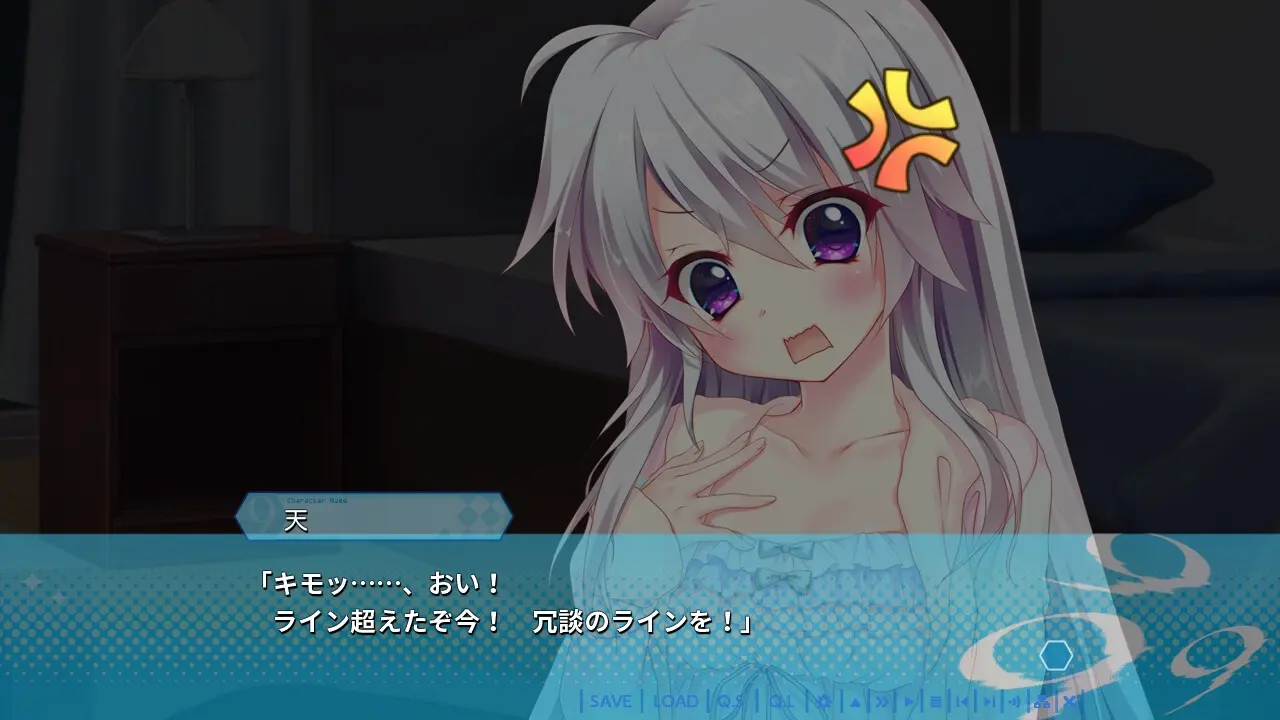 Character Name
天
「キモッ……、おい！
ライン超えたぞ今！　冗談のラインを！」
SAVE LOAD Q.S Q.L